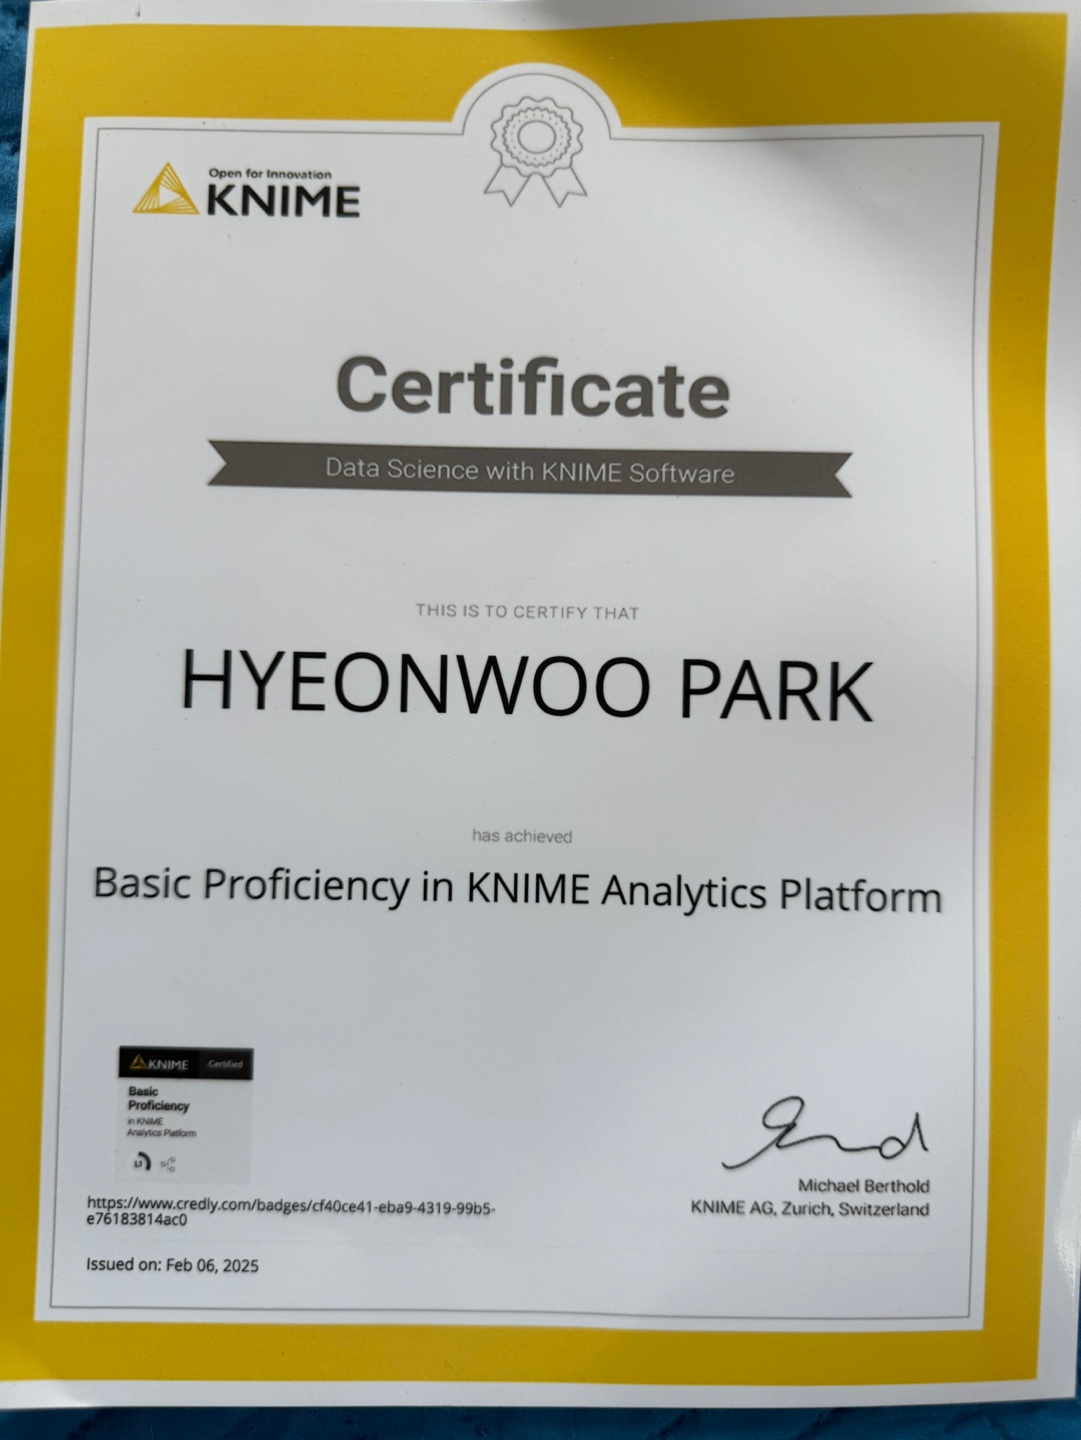 Open for Innovation
KNIME
Certificate
Data Science with KNIME Software
THIS IS TO CERTIFY THAT
HYEONWOO PARK
has achieved
Basic Proficiency in KNIME Analytics Platform
KNIME Certified
Basic
Proficiency
in KNIME
Analytics Platform
L1
https://www.credly.com/badges/cf40ce41-eba9-4319-99b5-
e76183814ac0
Issued on: Feb 06, 2025
Michael Berthold
KNIME AG, Zurich, Switzerland